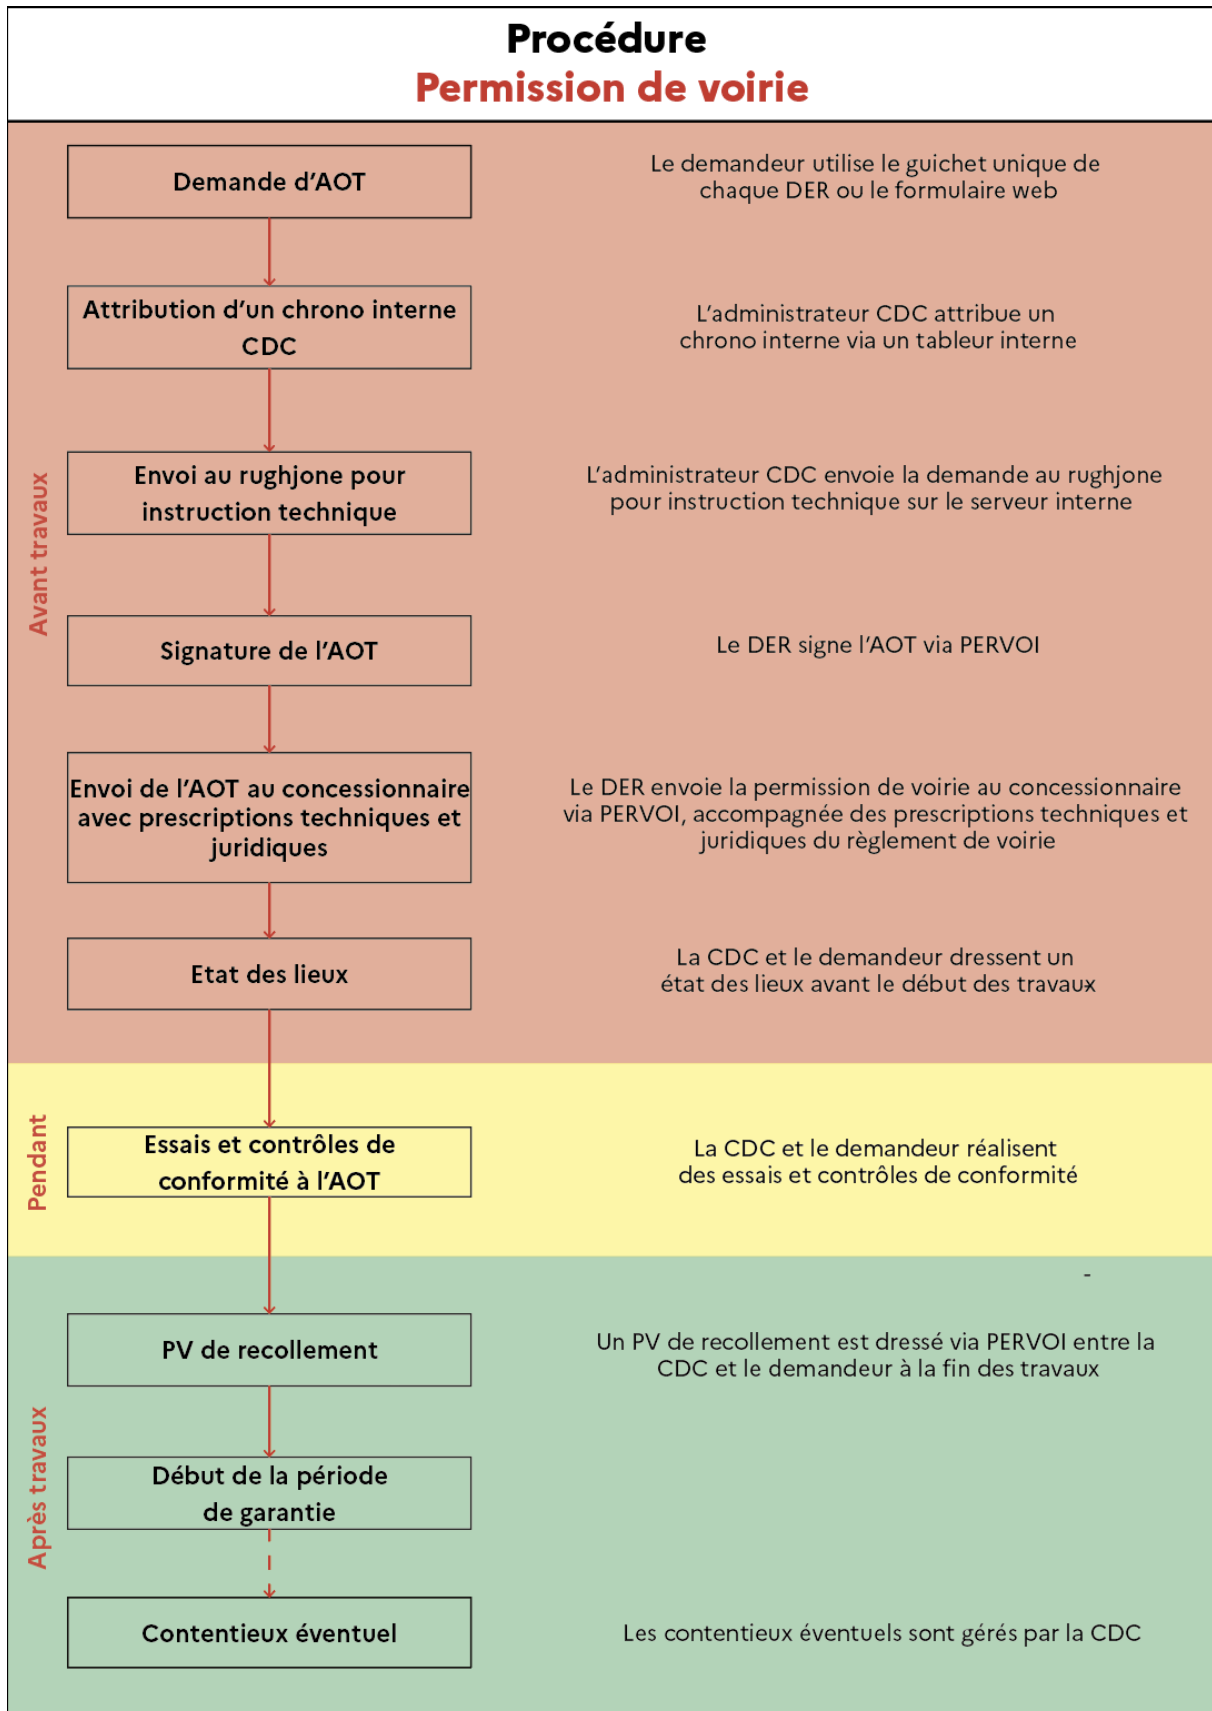 Procédure
Permission de voirie
Avant travaux
Demande d'AOT
Le demandeur utilise le guichet unique de
chaque DER ou le formulaire web
Attribution d'un chrono interne
CDC
L'administrateur CDC attribue un
chrono interne via un tableur interne
Envoi au rughjone pour
instruction technique
L'administrateur CDC envoie la demande au rughjone
pour instruction technique sur le serveur interne
Signature de l'AOT
Le DER signe l'AOT via PERVOI
Envoi de l'AOT au concessionnaire
avec prescriptions techniques et
juridiques
Le DER envoie la permission de voirie au concessionnaire
via PERVOI, accompagnée des prescriptions techniques et
juridiques du règlement de voirie
Etat des lieux
La CDC et le demandeur dressent un
état des lieux avant le début des travaux
Pendant
Essais et contrôles de
conformité à l'AOT
La CDC et le demandeur réalisent
des essais et contrôles de conformité
Après travaux
-
PV de recollement
Un PV de recollement est dressé via PERVOI entre la
CDC et le demandeur à la fin des travaux
Début de la période
de garantie
Contentieux éventuel
Les contentieux éventuels sont gérés par la CDC